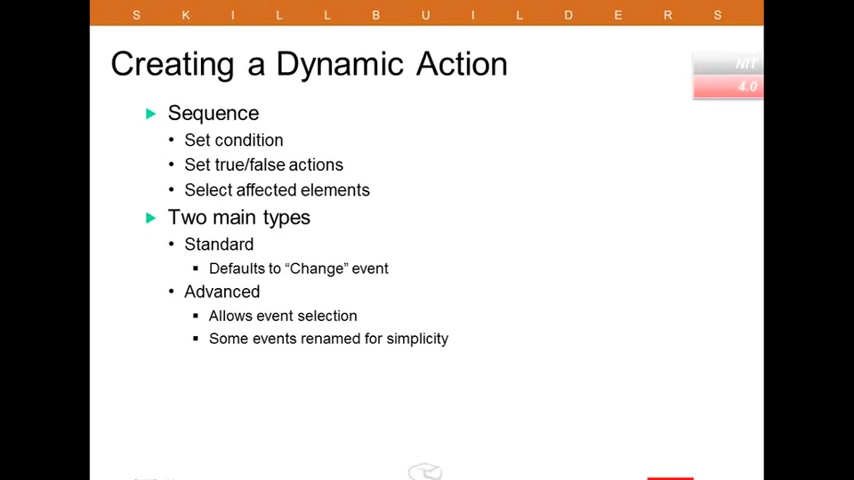 S K I L L B U I L D E R S
Creating a Dynamic Action
NIT
4.0
Sequence
• Set condition
• Set true/false actions
• Select affected elements
Two main types
• Standard
▪ Defaults to “Change” event
• Advanced
▪ Allows event selection
▪ Some events renamed for simplicity